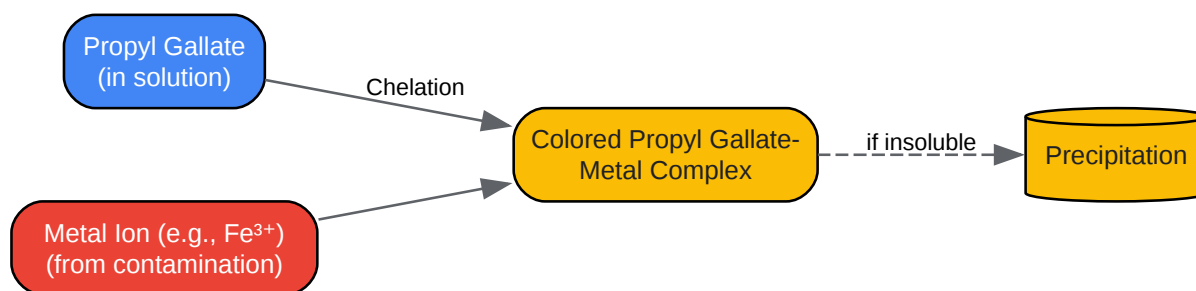 Propyl Gallate
(in solution)
Chelation
Colored Propyl Gallate-
Metal Complex
if insoluble
Precipitation
Metal Ion (e.g., Fe³⁺)
(from contamination)